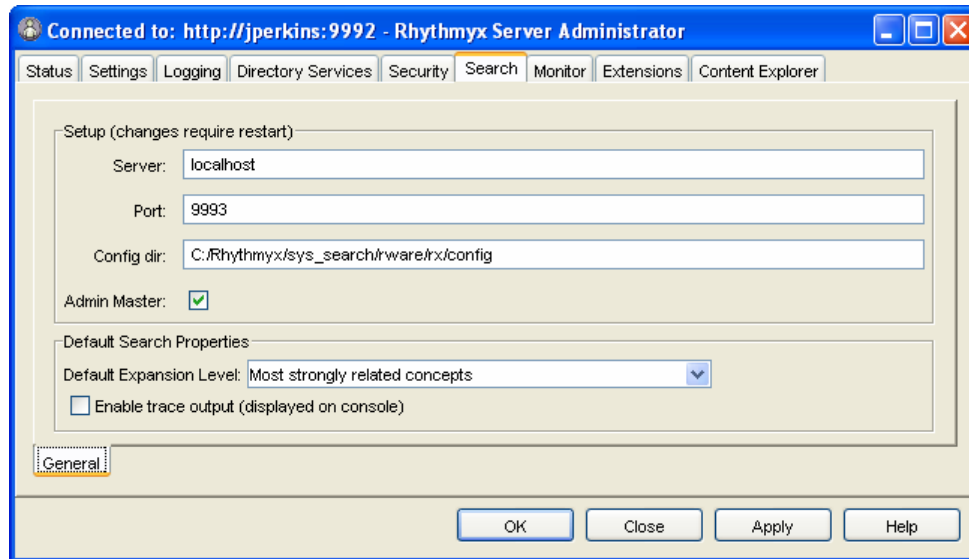 Connected to: http://jperkins:9992 - Rhythmyx Server Administrator
Status Settings Logging Directory Services Security Search Monitor Extensions Content Explorer
Setup (changes require restart)
Server: localhost
Port: 9993
Config dir: C:/Rhythmyx/sys_search/rware/rx/config
Admin Master:
Default Search Properties
Default Expansion Level: Most strongly related concepts
Enable trace output (displayed on console)
General
OK Close Apply Help